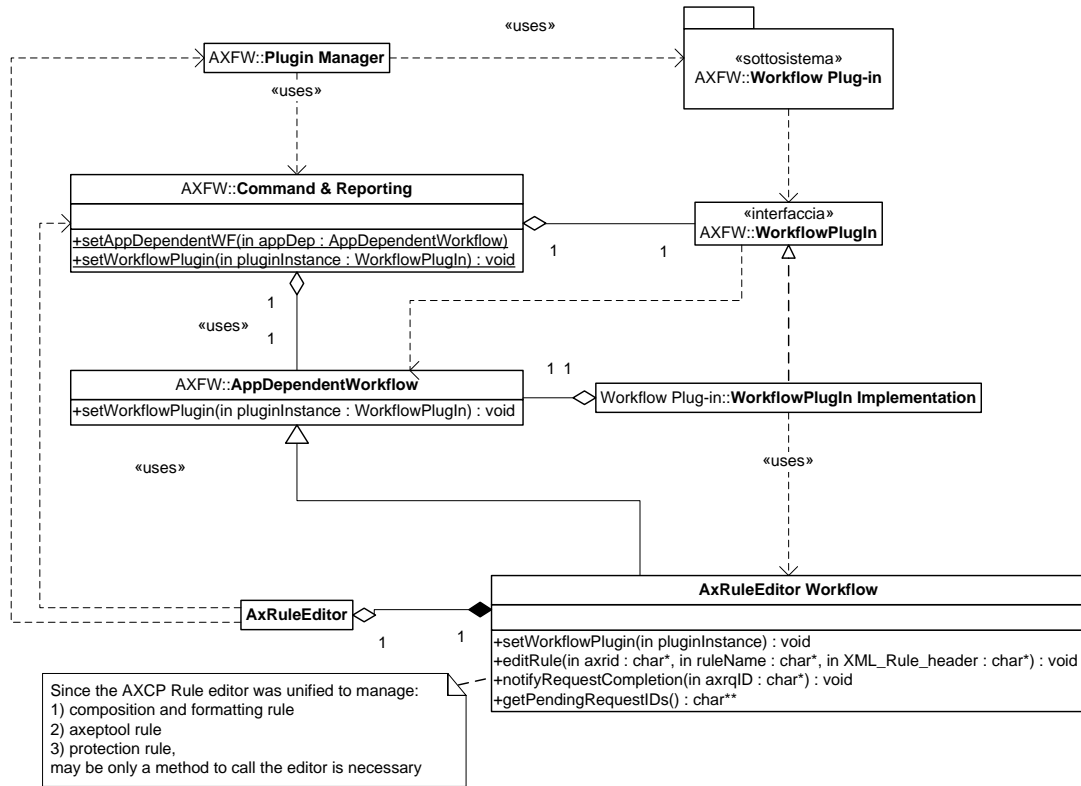 «uses»
AXFW::Plugin Manager
«sottosistema»
AXFW::Workflow Plug-in
«uses»
AXFW::Command & Reporting
+setAppDependentWF(in appDep : AppDependentWorkflow)
+setWorkflowPlugin(in pluginInstance : WorkflowPlugIn) : void
«interfaccia»
AXFW::WorkflowPlugIn
1
1
1
«uses»
1
AXFW::AppDependentWorkflow
+setWorkflowPlugin(in pluginInstance : WorkflowPlugIn) : void
1 1
Workflow Plug-in::WorkflowPlugIn Implementation
«uses»
«uses»
AxRuleEditor Workflow
+setWorkflowPlugin(in pluginInstance) : void
+editRule(in axrid : char*, in ruleName : char*, in XML_Rule_header : char*) : void
+notifyRequestCompletion(in axrqID : char*) : void
+getPendingRequestIDs() : char**
AxRuleEditor
1
1
Since the AXCP Rule editor was unified to manage:
1) composition and formatting rule
2) axeptool rule
3) protection rule,
may be only a method to call the editor is necessary